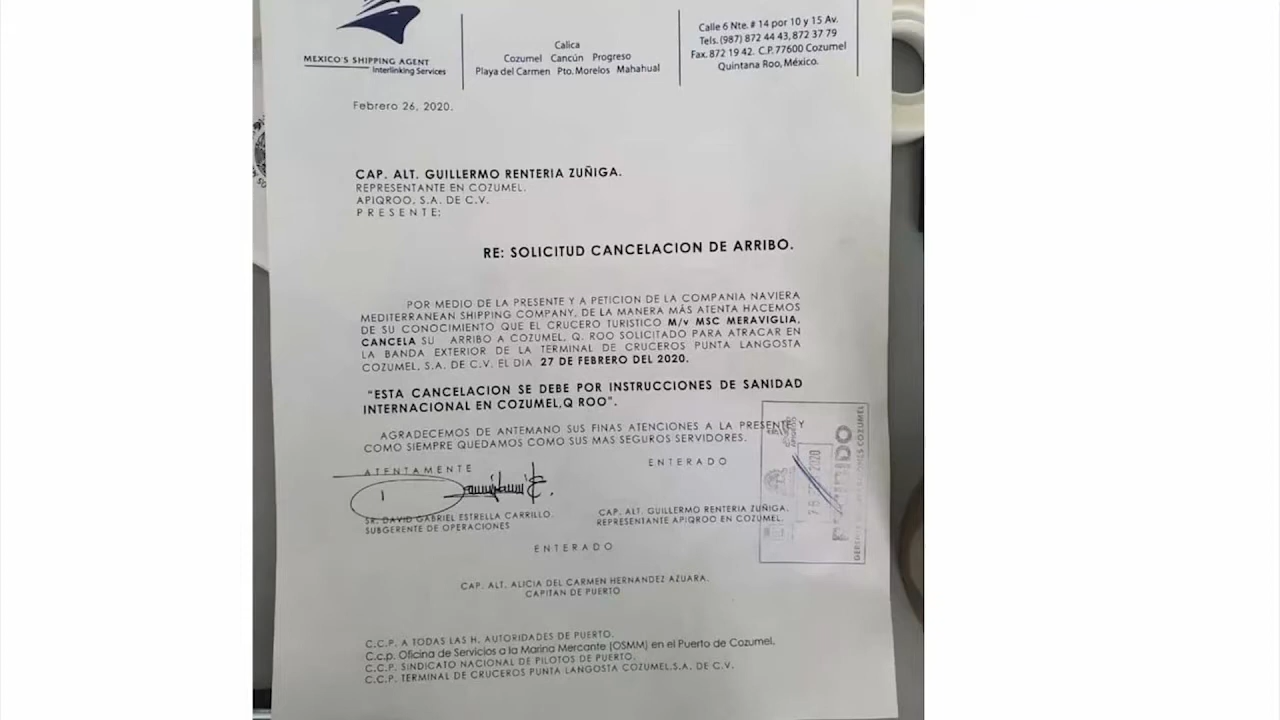 MEXICO'S SHIPPING AGENT
Interlinking Services
Calica
Cozumel Cancún Progreso
Playa del Carmen Pto. Morelos Mahahual
Calle 6 Nte. # 14 por 10 y 15 Av.
Tels. (987) 872 44 43, 872 37 79
Fax. 872 19 42. C.P. 77600 Cozumel
Quintana Roo, México.
Febrero 26, 2020.
CAP. ALT. GUILLERMO RENTERIA ZUÑIGA.
REPRESENTANTE EN COZUMEL.
APIQROO, S.A. DE C.V.
P R E S E N T E:
RE: SOLICITUD CANCELACION DE ARRIBO.
POR MEDIO DE LA PRESENTE Y A PETICION DE LA COMPANIA NAVIERA
MEDITERRANEAN SHIPPING COMPANY, DE LA MANERA MÁS ATENTA HACEMOS
DE SU CONOCIMIENTO QUE EL CRUCERO TURISTICO M/v MSC MERAVIGLIA,
CANCELA SU ARRIBO A COZUMEL, Q. ROO SOLICITADO PARA ATRACAR EN
LA BANDA EXTERIOR DE LA TERMINAL DE CRUCEROS PUNTA LANGOSTA
COZUMEL, S.A. DE C.V. EL DIA 27 DE FEBRERO DEL 2020.
"ESTA CANCELACION SE DEBE POR INSTRUCCIONES DE SANIDAD
INTERNACIONAL EN COZUMEL,Q ROO".
AGRADECEMOS DE ANTEMANO SUS FINAS ATENCIONES A LA PRESENTE Y
COMO SIEMPRE QUEDAMOS COMO SUS MAS SEGUROS SERVIDORES.
A T E N T A M E N T E
E N T E R A D O
SR. DAVID GABRIEL ESTRELLA CARRILLO.
SUBGERENTE DE OPERACIONES
CAP. ALT. GUILLERMO RENTERIA ZUÑIGA.
REPRESENTANTE APIQROO EN COZUMEL.
E N T E R A D O
CAP. ALT. ALICIA DEL CARMEN HERNANDEZ AZUARA.
CAPITAN DE PUERTO
C.C.P. A TODAS LAS H. AUTORIDADES DE PUERTO.
C.c.p. Oficina de Servicios a la Marina Mercante (OSMM) en el Puerto de Cozumel.
C.C.P. SINDICATO NACIONAL DE PILOTOS DE PUERTO.
C.C.P. TERMINAL DE CRUCEROS PUNTA LANGOSTA COZUMEL.S.A. DE C.V.